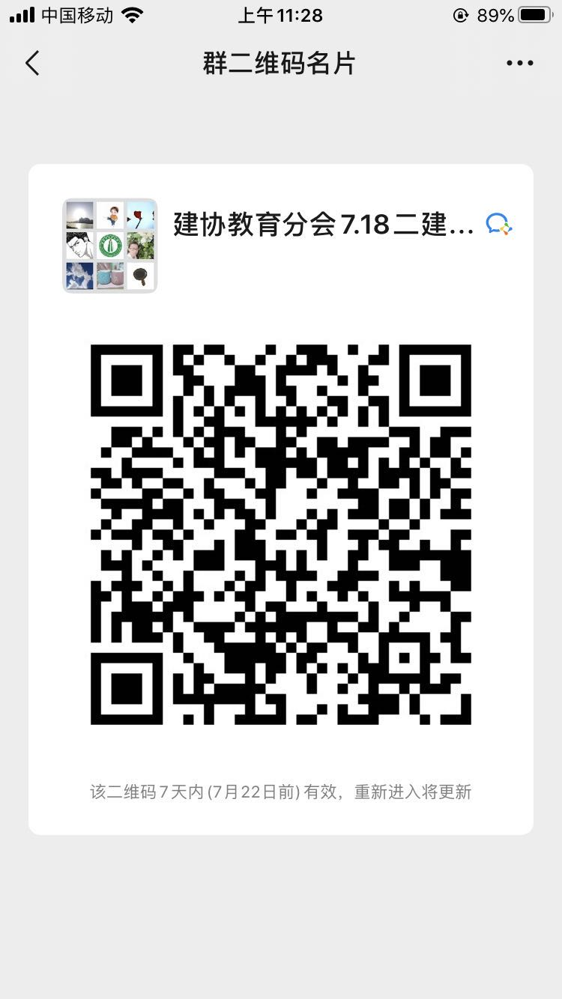 中国移动 上午11:28 89%
群二维码名片
建协教育分会7.18二建...
该二维码7天内(7月22日前)有效，重新进入将更新